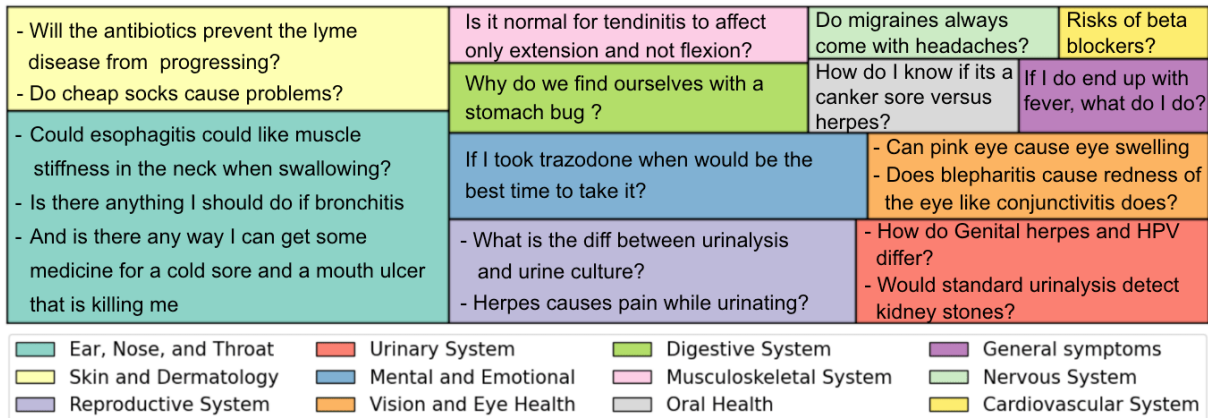 - Will the antibiotics prevent the lyme
disease from progressing?
- Do cheap socks cause problems?
- Could esophagitis could like muscle
stiffness in the neck when swallowing?
- Is there anything I should do if bronchitis
- And is there any way I can get some
medicine for a cold sore and a mouth ulcer
that is killing me
Is it normal for tendinitis to affect
only extension and not flexion?
Why do we find ourselves with a
stomach bug ?
Do migraines always
come with headaches?
Risks of beta
blockers?
How do I know if its a
canker sore versus
herpes?
If I do end up with
fever, what do I do?
If I took trazodone when would be the
best time to take it?
- Can pink eye cause eye swelling
- Does blepharitis cause redness of
the eye like conjunctivitis does?
- What is the diff between urinalysis
and urine culture?
- Herpes causes pain while urinating?
- How do Genital herpes and HPV
differ?
- Would standard urinalysis detect
kidney stones?
Ear, Nose, and Throat
Skin and Dermatology
Reproductive System
Urinary System
Mental and Emotional
Vision and Eye Health
Digestive System
Musculoskeletal System
Oral Health
General symptoms
Nervous System
Cardiovascular System